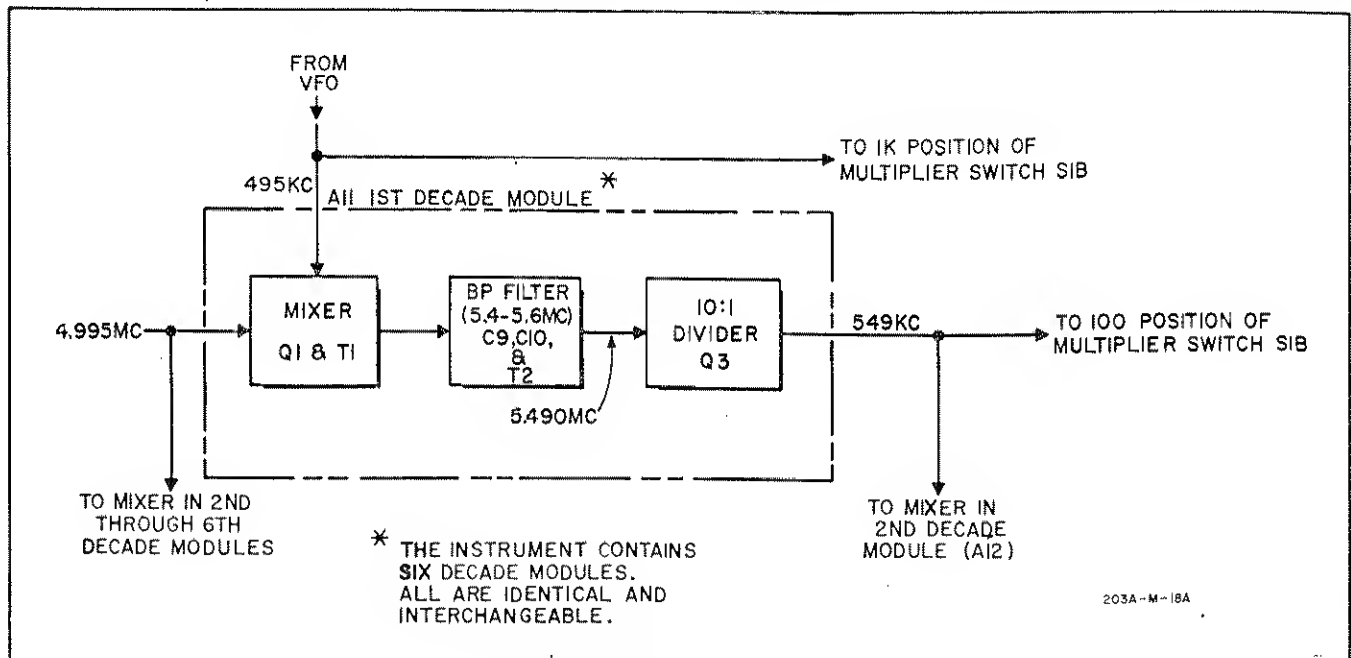 FROM
VFO
TO 1K POSITION OF
MULTIPLIER SWITCH S1B
495KC
A11 1ST DECADE MODULE *
4.995MC
MIXER
Q1 & T1
BP FILTER
(5.4-5.6MC)
C9,C10,
&
T2
10:1
DIVIDER
Q3
549KC
TO 100 POSITION OF
MULTIPLIER SWITCH S1B
5.490MC
TO MIXER IN 2ND
THROUGH 6TH
DECADE MODULES
* THE INSTRUMENT CONTAINS
SIX DECADE MODULES.
ALL ARE IDENTICAL AND
INTERCHANGEABLE.
TO MIXER IN
2ND DECADE
MODULE (A12)
203A-M-18A